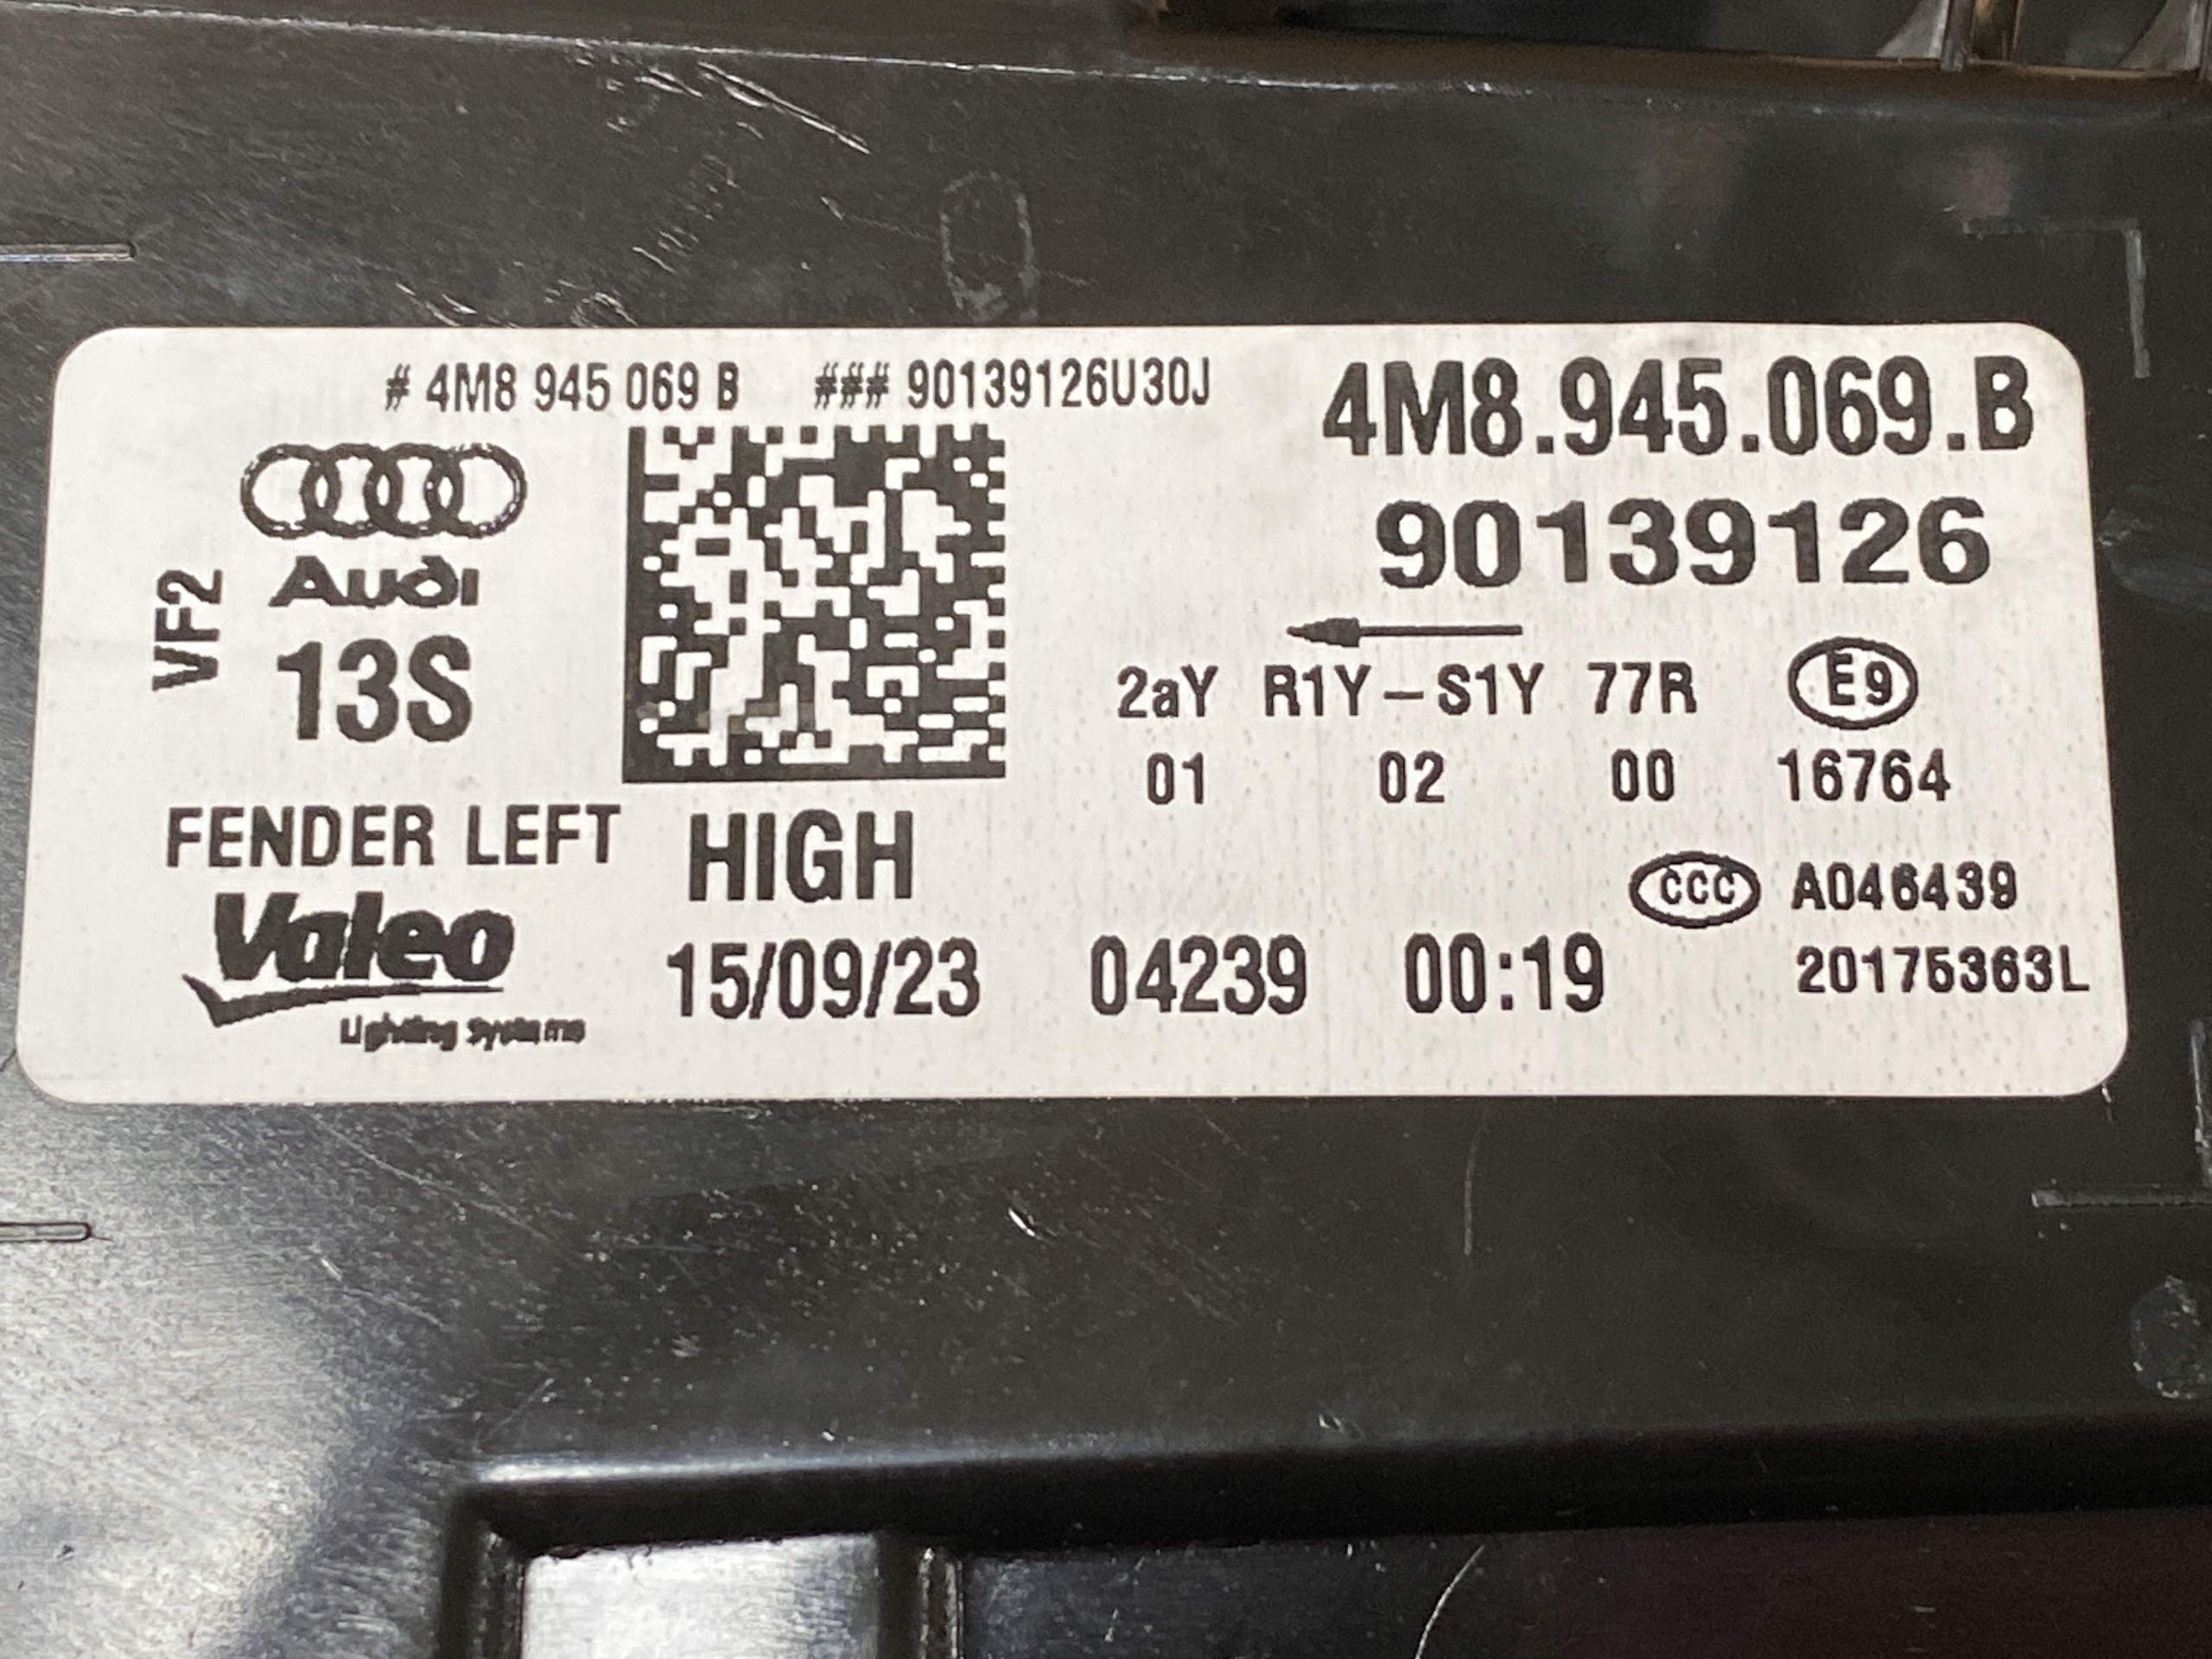 # 4M8 945 069 B ### 90139126U30J
4M8.945.069.B
90139126
Audi
VF2
13S
2aY R1Y-S1Y 77R E9
01 02 00 16764
FENDER LEFT
HIGH
CCC A046439
Valeo
Lighting Systems
15/09/23 04239 00:19
20175363L